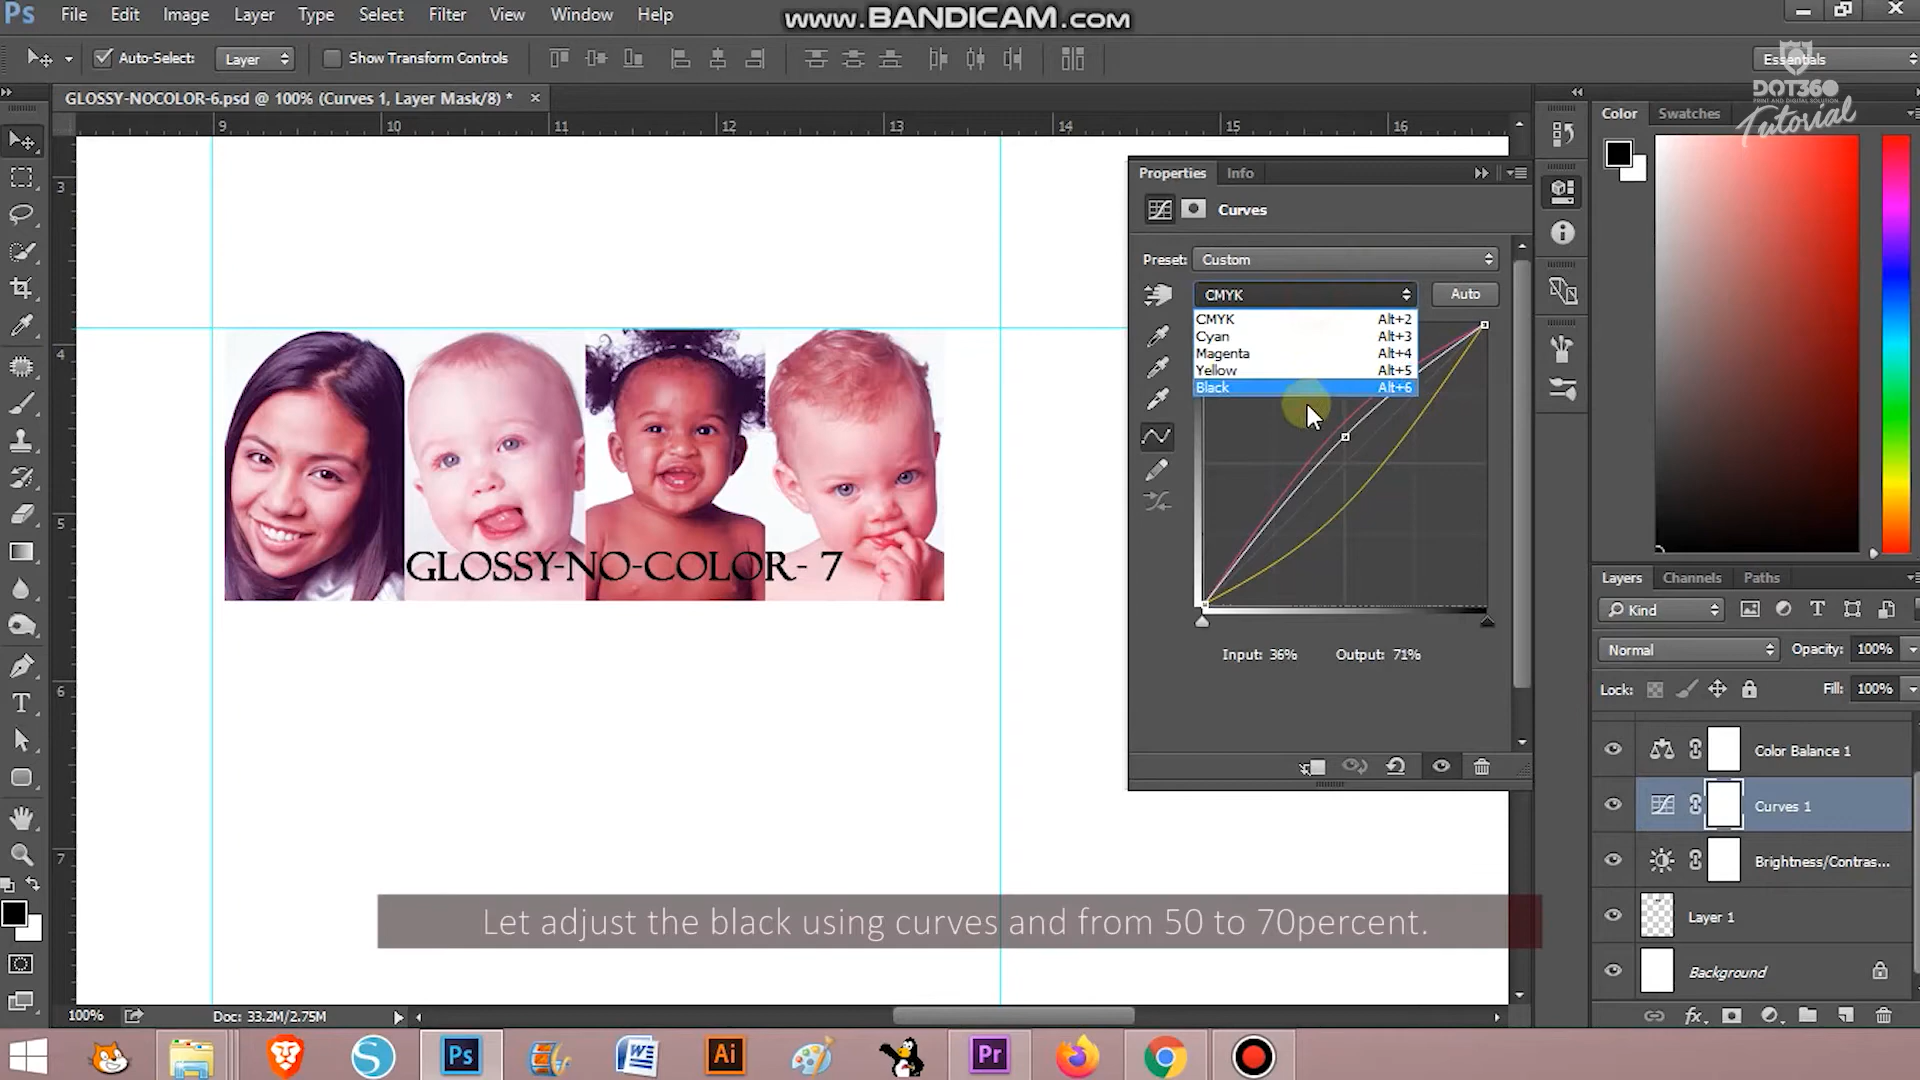 Ps File Edit Image Layer Type Select Filter View Window Help
www.BANDICAM.com
Auto-Select: Layer Show Transform Controls
Essentials
DOT360
PRINT AND DIGITAL SOLUTION
Tutorial
GLOSSY-NOCOLOR-6.psd @ 100% (Curves 1, Layer Mask/8) *
9 10 11 12 13 14 15 16
3
4
5
6
7
GLOSSY-NO-COLOR- 7
Properties Info
Curves
Preset: Custom
CMYK Auto
CMYK Alt+2
Cyan Alt+3
Magenta Alt+4
Yellow Alt+5
Black Alt+6
Input: 36% Output: 71%
Color Swatches
Layers Channels Paths
Kind T
Normal Opacity: 100%
Lock: Fill: 100%
Color Balance 1
Curves 1
Brightness/Contras...
Layer 1
Background
fx
T
Let adjust the black using curves and from 50 to 70percent.
100% Doc: 33.2M/2.75M
S Ps W Ai Pr